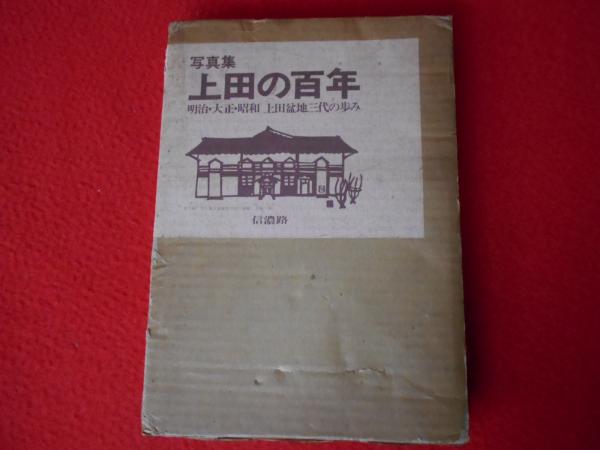 写真集
上田の百年
明治・大正・昭和 上田盆地三代の歩み
信濃路